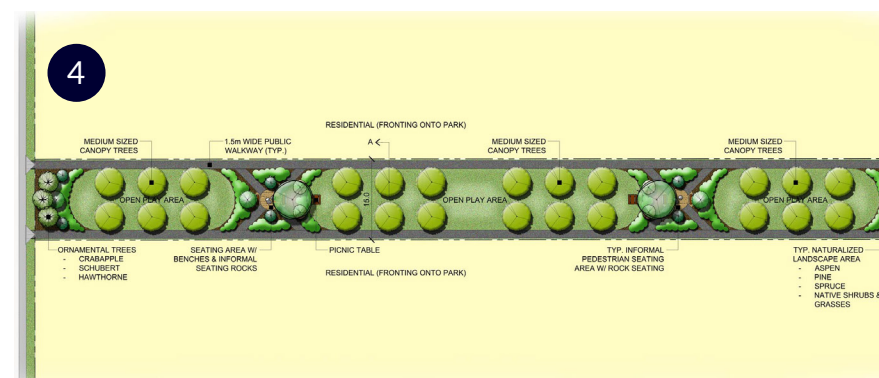 4
RESIDENTIAL (FRONTING ONTO PARK)
MEDIUM SIZED
CANOPY TREES
1.5m WIDE PUBLIC
WALKWAY (TYP.)
A
MEDIUM SIZED
CANOPY TREES
MEDIUM SIZED
CANOPY TREES
OPEN PLAY AREA
15.0
OPEN PLAY AREA
OPEN PLAY AREA
ORNAMENTAL TREES
- CRABAPPLE
- SCHUBERT
- HAWTHORNE
SEATING AREA W/
BENCHES & INFORMAL
SEATING ROCKS
PICNIC TABLE
RESIDENTIAL (FRONTING ONTO PARK)
TYP. INFORMAL
PEDESTRIAN SEATING
AREA W/ ROCK SEATING
TYP. NATURALIZED
LANDSCAPE AREA
- ASPEN
- PINE
- SPRUCE
- NATIVE SHRUBS &
GRASSES